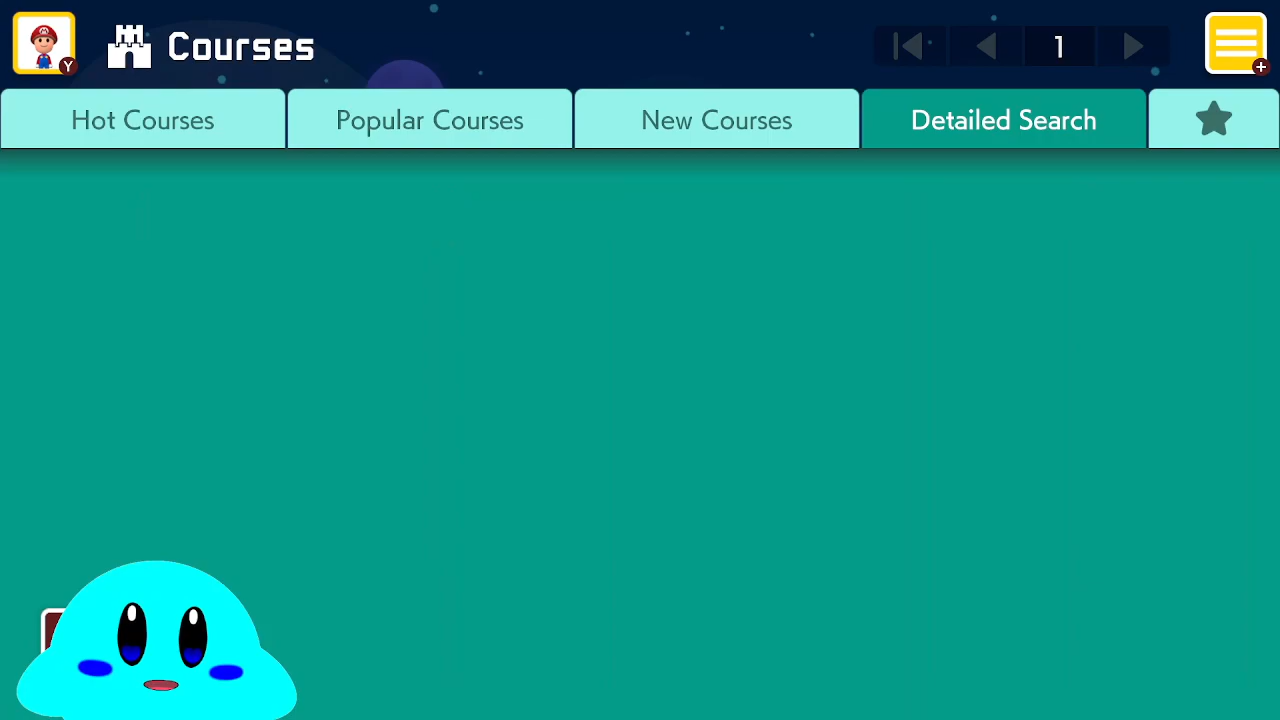 Y
Courses
1
+
Hot Courses
Popular Courses
New Courses
Detailed Search